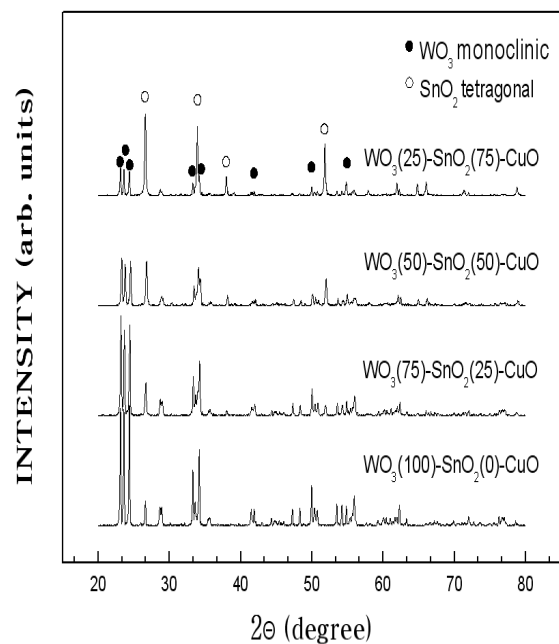 WO₃ monoclinic
SnO₂ tetragonal
WO₃(25)-SnO₂(75)-CuO
WO₃(50)-SnO₂(50)-CuO
WO₃(75)-SnO₂(25)-CuO
WO₃(100)-SnO₂(0)-CuO
INTENSITY (arb. units)
20 30 40 50 60 70 80
2Θ (degree)